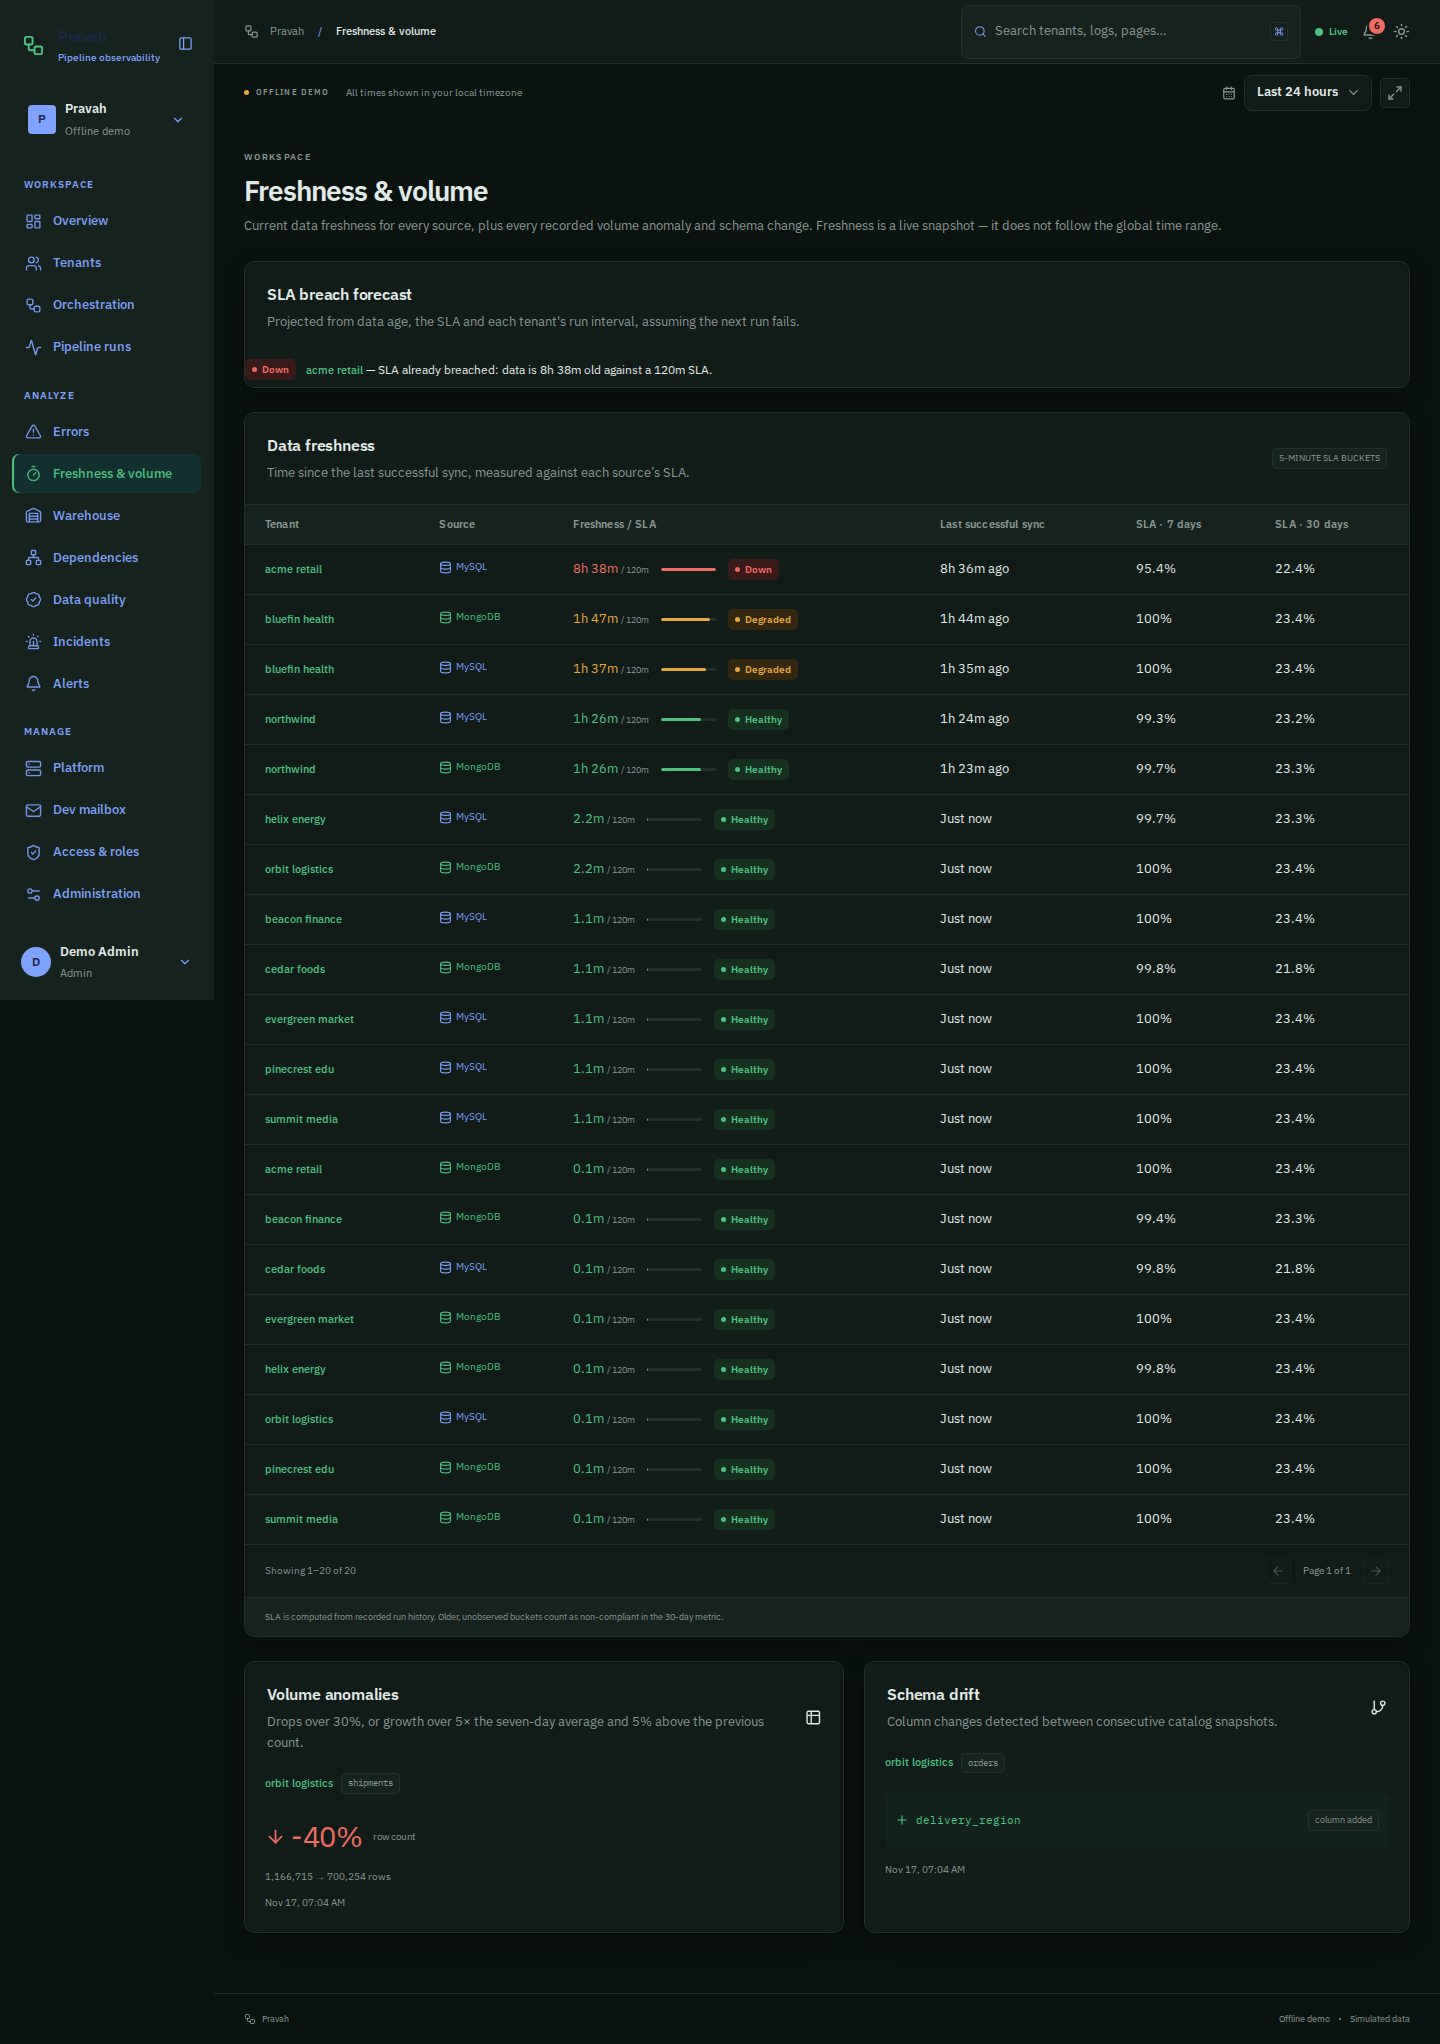 Pravah
Pipeline observability
P
Pravah
Offline demo
WORKSPACE
Overview
Tenants
Orchestration
Pipeline runs
ANALYZE
Errors
Freshness & volume
Warehouse
Dependencies
Data quality
Incidents
Alerts
MANAGE
Platform
Dev mailbox
Access & roles
Administration
D
Demo Admin
Admin
Pravah / Freshness & volume
Search tenants, logs, pages... ⌘
Live
6
OFFLINE DEMO All times shown in your local timezone
Last 24 hours
WORKSPACE
Freshness & volume
Current data freshness for every source, plus every recorded volume anomaly and schema change. Freshness is a live snapshot — it does not follow the global time range.
SLA breach forecast
Projected from data age, the SLA and each tenant's run interval, assuming the next run fails.
Down acme retail — SLA already breached: data is 8h 38m old against a 120m SLA.
Data freshness
Time since the last successful sync, measured against each source's SLA.
5-MINUTE SLA BUCKETS
Tenant Source Freshness / SLA Last successful sync SLA · 7 days SLA · 30 days
acme retail MySQL 8h 38m / 120m Down 8h 36m ago 95.4% 22.4%
bluefin health MongoDB 1h 47m / 120m Degraded 1h 44m ago 100% 23.4%
bluefin health MySQL 1h 37m / 120m Degraded 1h 35m ago 100% 23.4%
northwind MySQL 1h 26m / 120m Healthy 1h 24m ago 99.3% 23.2%
northwind MongoDB 1h 26m / 120m Healthy 1h 23m ago 99.7% 23.3%
helix energy MySQL 2.2m / 120m Healthy Just now 99.7% 23.3%
orbit logistics MongoDB 2.2m / 120m Healthy Just now 100% 23.4%
beacon finance MySQL 1.1m / 120m Healthy Just now 100% 23.4%
cedar foods MongoDB 1.1m / 120m Healthy Just now 99.8% 21.8%
evergreen market MySQL 1.1m / 120m Healthy Just now 100% 23.4%
pinecrest edu MySQL 1.1m / 120m Healthy Just now 100% 23.4%
summit media MySQL 1.1m / 120m Healthy Just now 100% 23.4%
acme retail MongoDB 0.1m / 120m Healthy Just now 100% 23.4%
beacon finance MongoDB 0.1m / 120m Healthy Just now 99.4% 23.3%
cedar foods MySQL 0.1m / 120m Healthy Just now 99.8% 21.8%
evergreen market MongoDB 0.1m / 120m Healthy Just now 100% 23.4%
helix energy MongoDB 0.1m / 120m Healthy Just now 99.8% 23.4%
orbit logistics MySQL 0.1m / 120m Healthy Just now 100% 23.4%
pinecrest edu MongoDB 0.1m / 120m Healthy Just now 100% 23.4%
summit media MongoDB 0.1m / 120m Healthy Just now 100% 23.4%
Showing 1–20 of 20 Page 1 of 1
SLA is computed from recorded run history. Older, unobserved buckets count as non-compliant in the 30-day metric.
Volume anomalies
Drops over 30%, or growth over 5× the seven-day average and 5% above the previous
count.
orbit logistics shipments
↓ -40% row count
1,166,715 → 700,254 rows
Nov 17, 07:04 AM
Schema drift
Column changes detected between consecutive catalog snapshots.
orbit logistics orders
+ delivery_region column added
Nov 17, 07:04 AM
Pravah
Offline demo · Simulated data